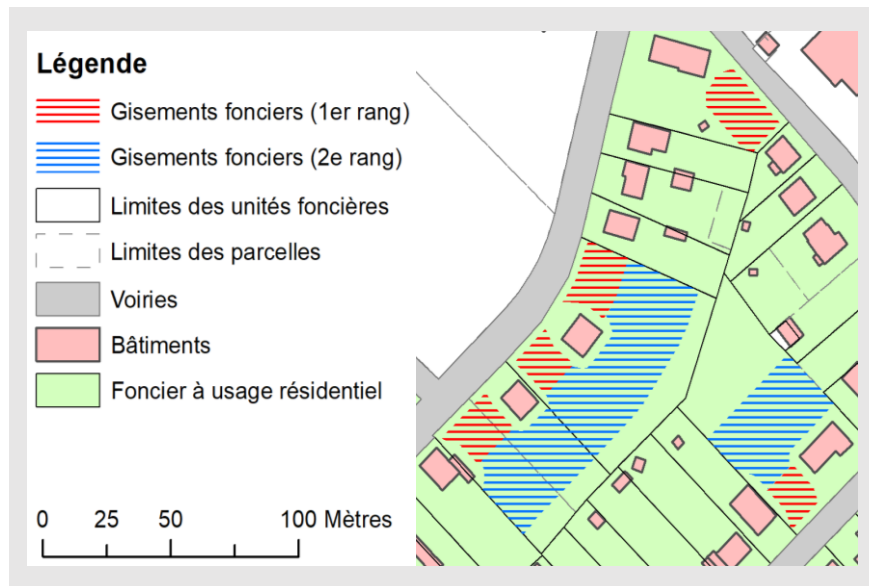 Légende
Gisements fonciers (1er rang)
Gisements fonciers (2e rang)
Limites des unités foncières
Limites des parcelles
Voiries
Bâtiments
Foncier à usage résidentiel
0 25 50 100 Mètres